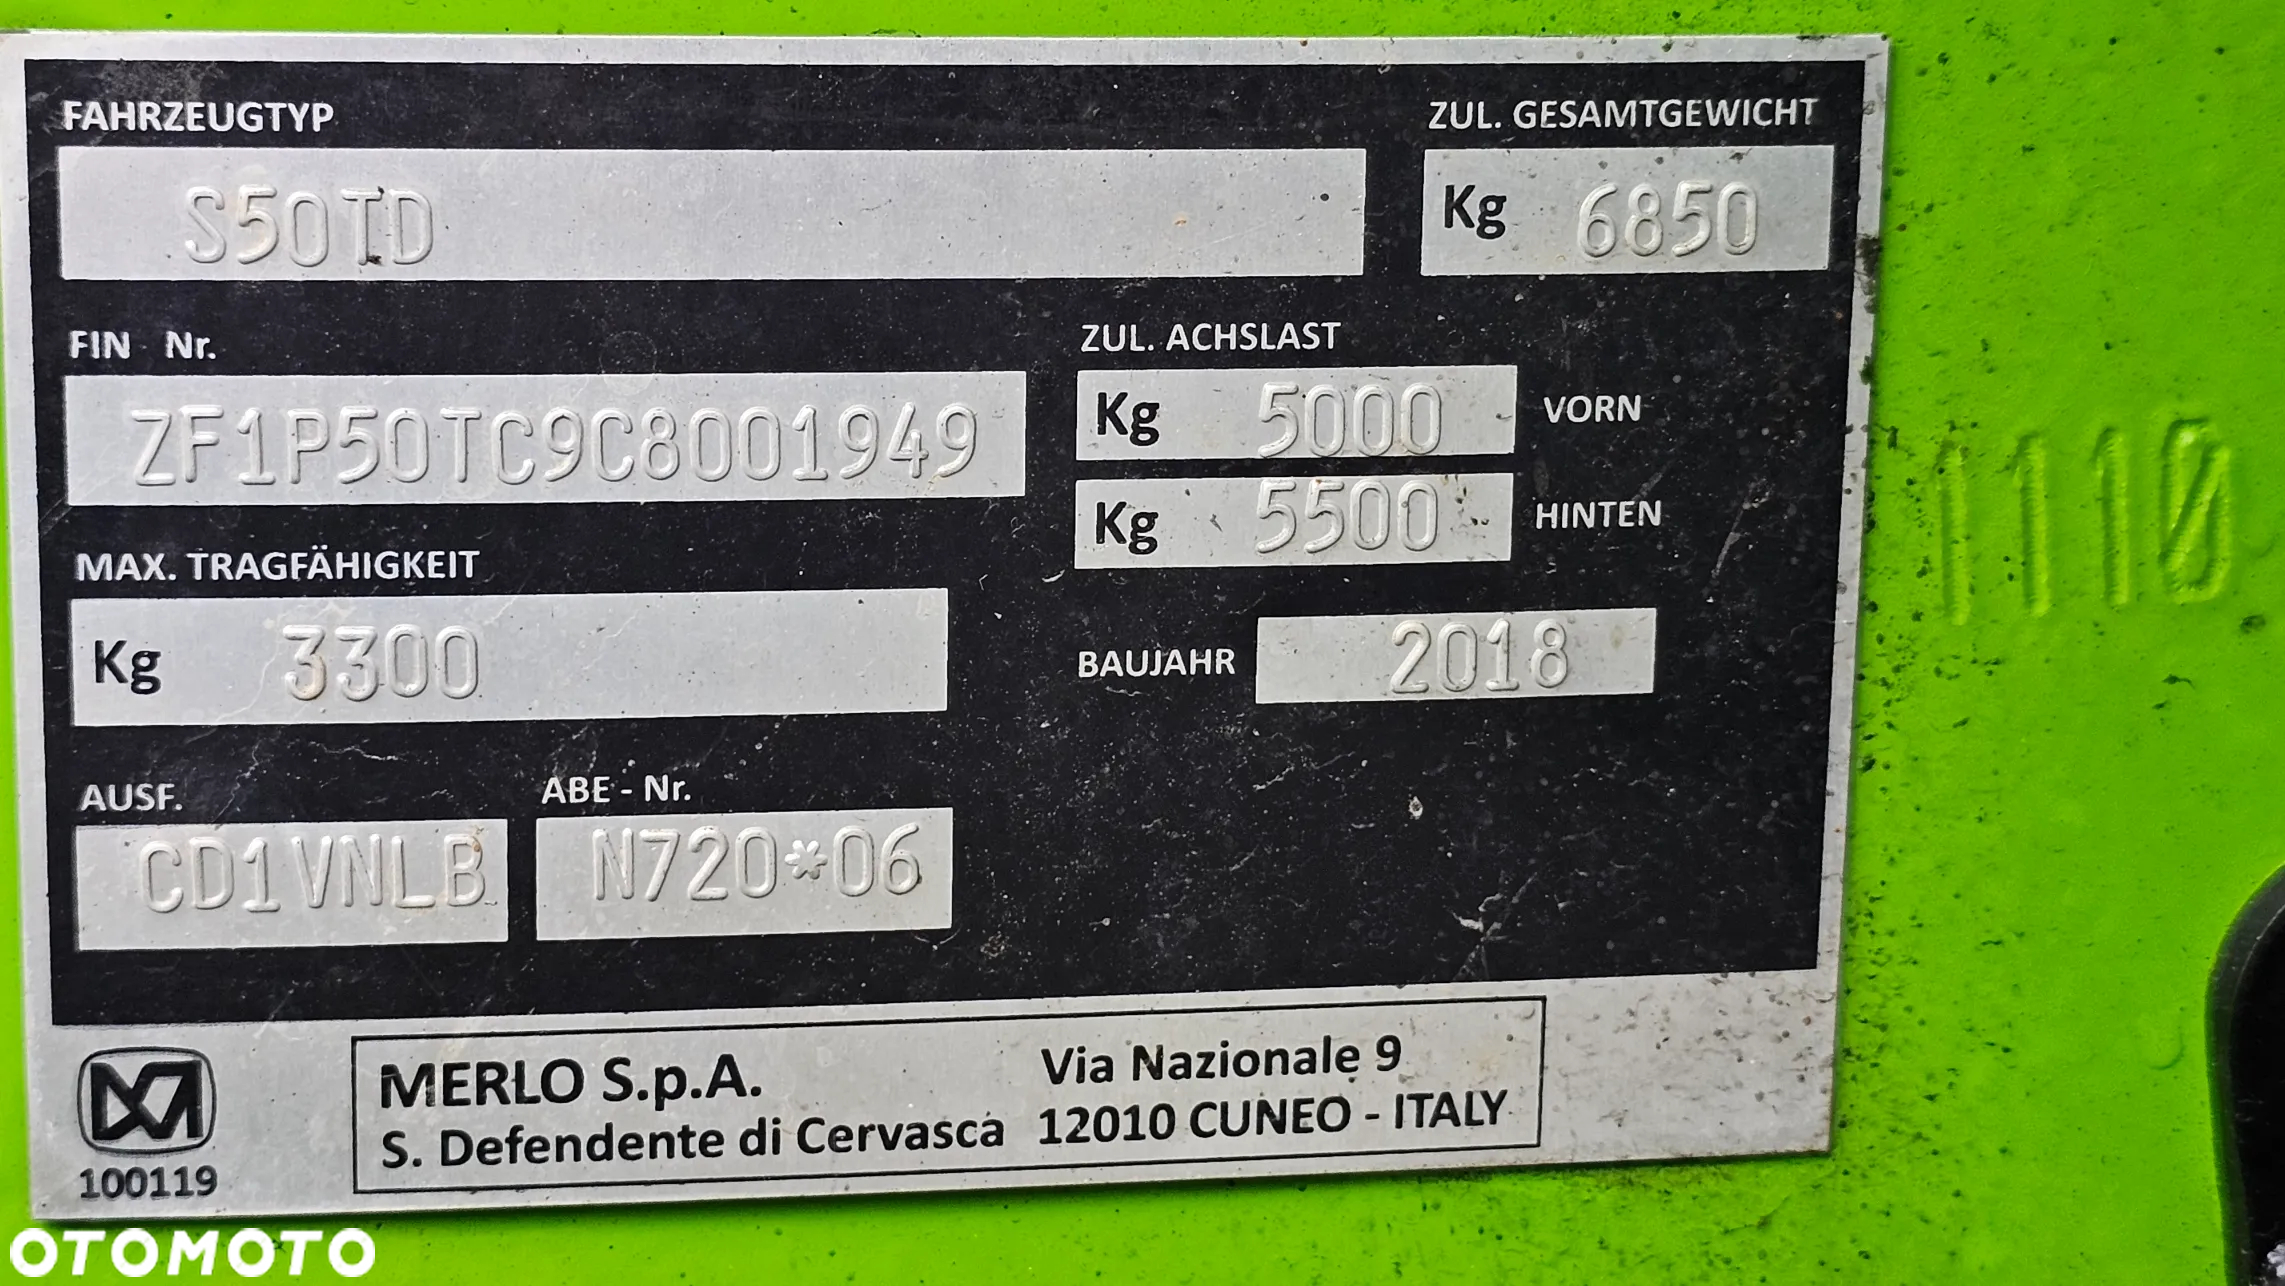 FAHRZEUGTYP
ZUL. GESAMTGEWICHT
S50TD
Kg 6850
FIN Nr.
ZUL. ACHSLAST
ZF1P50TC9C8001949
Kg 5000 VORN
Kg 5500 HINTEN
1110
MAX. TRAGFÄHIGKEIT
Kg 3300
BAUJAHR 2018
AUSF.
ABE - Nr.
CD1VNLB
N720*06
MERLO S.p.A. Via Nazionale 9
S. Defendente di Cervasca 12010 CUNEO - ITALY
100119
OTOMOTO